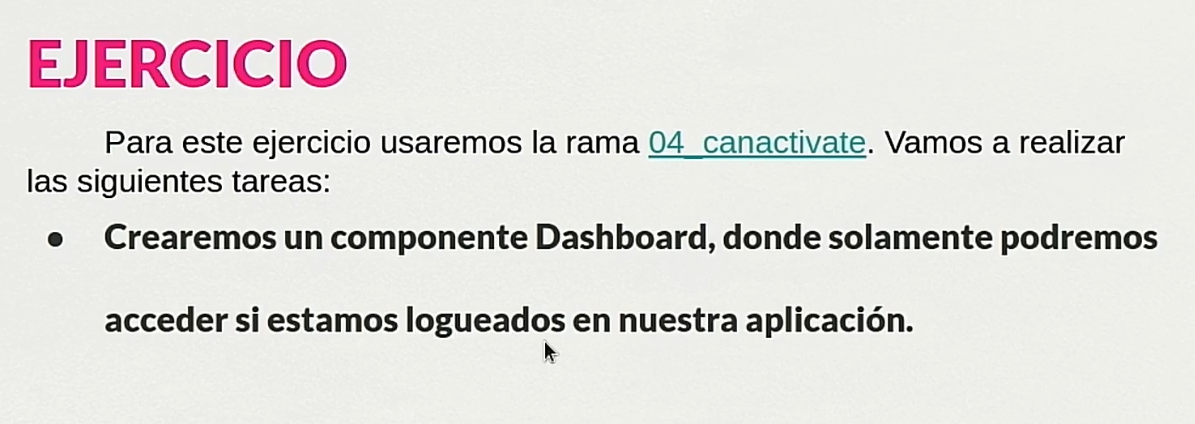 EJERCICIO
Para este ejercicio usaremos la rama 04_canactivate. Vamos a realizar
las siguientes tareas:
● Crearemos un componente Dashboard, donde solamente podremos
acceder si estamos logueados en nuestra aplicación.